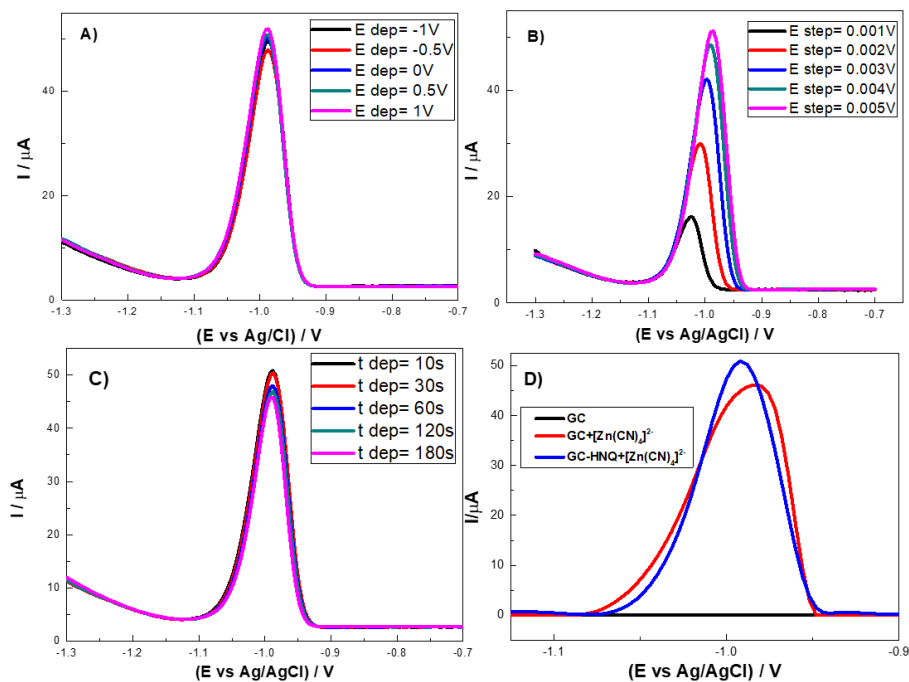 A)
E dep= -1V
E dep= -0.5V
E dep= 0V
E dep= 0.5V
E dep= 1V
40
20
0
I / µA
-1.3 -1.2 -1.1 -1.0 -0.9 -0.8 -0.7
(E vs Ag/Cl) / V
B)
E step= 0.001V
E step= 0.002V
E step= 0.003V
E step= 0.004V
E step= 0.005V
40
20
0
I / µA
-1.3 -1.2 -1.1 -1.0 -0.9 -0.8 -0.7
(E vs Ag/AgCl) / V
C)
t dep= 10s
t dep= 30s
t dep= 60s
t dep= 120s
t dep= 180s
50
40
30
20
10
0
I / µA
-1.3 -1.2 -1.1 -1.0 -0.9 -0.8 -0.7
(E vs Ag/AgCl) / V
D)
GC
GC+[Zn(CN)₄]²⁻
GC-HNQ+[Zn(CN)₄]²⁻
50
40
30
20
10
0
I/µA
-1.1 -1.0 -0.9
(E vs Ag/AgCl) / V